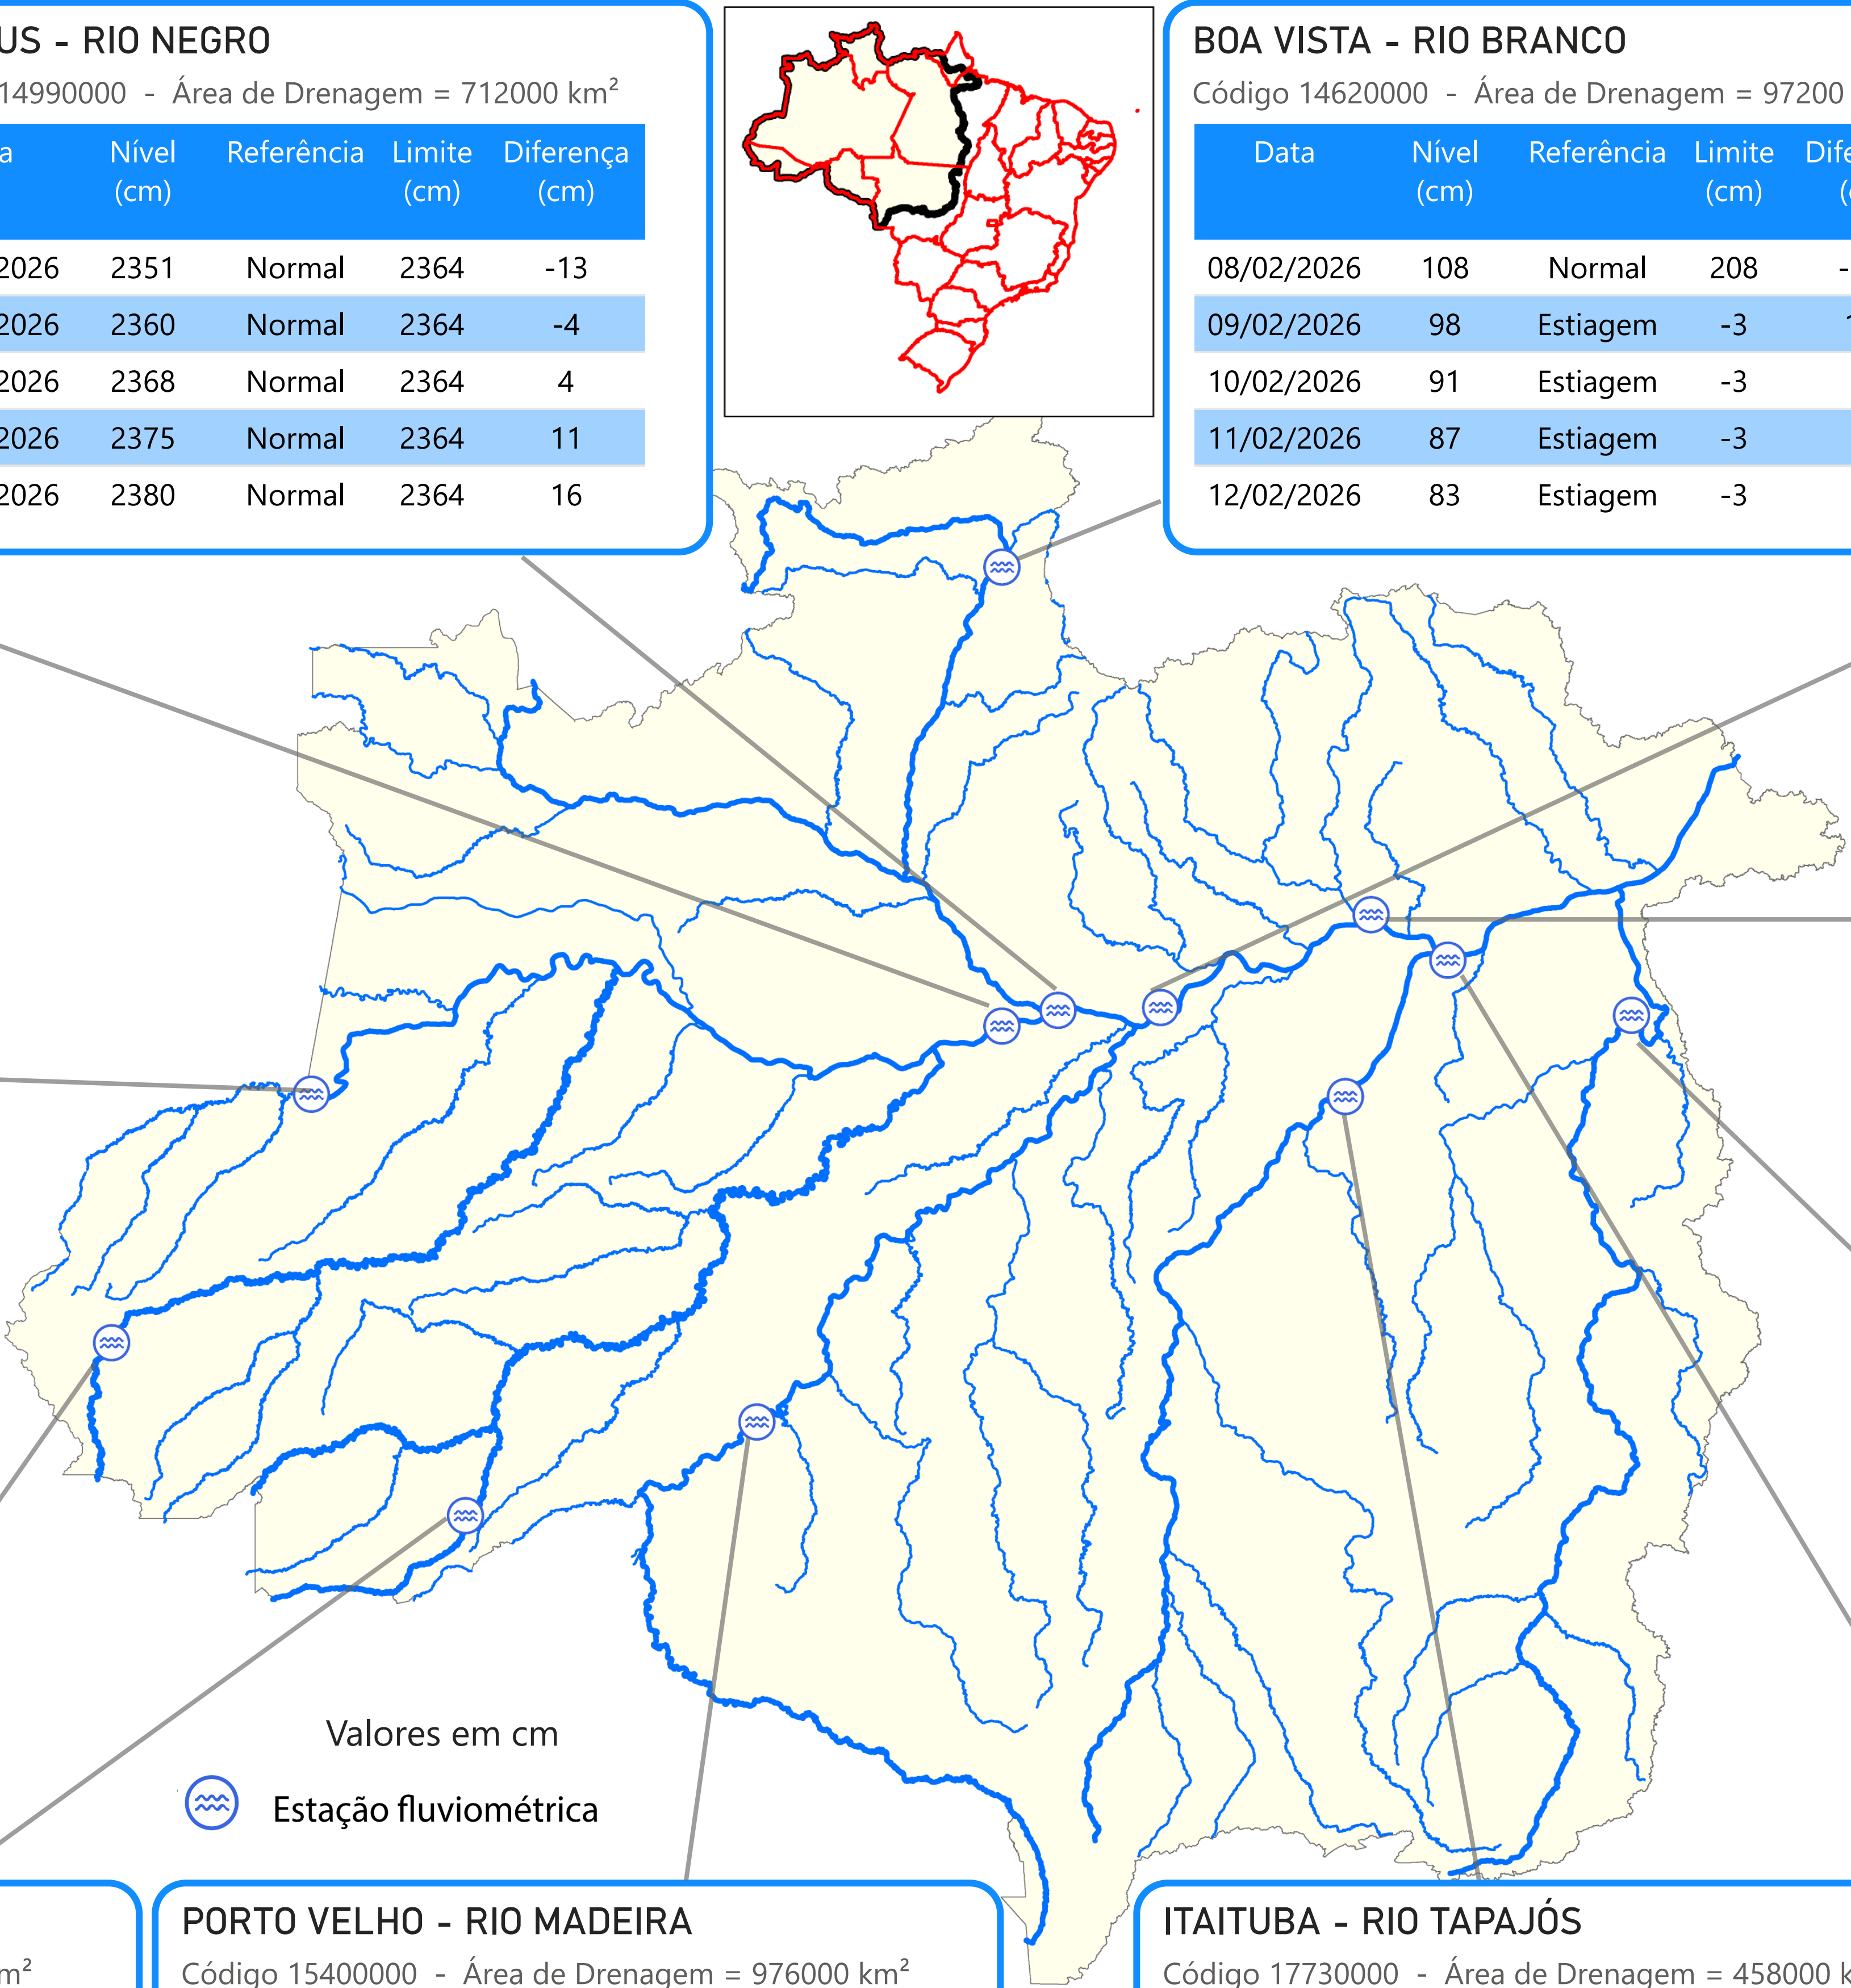 US - RIO NEGRO
14990000 - Área de Drenagem = 712000 km²
a Nível (cm) Referência Limite (cm) Diferença (cm)
2026 2351 Normal 2364 -13
2026 2360 Normal 2364 -4
2026 2368 Normal 2364 4
2026 2375 Normal 2364 11
2026 2380 Normal 2364 16
BOA VISTA - RIO BRANCO
Código 14620000 - Área de Drenagem = 97200
Data Nível (cm) Referência Limite (cm)
08/02/2026 108 Normal 208 -
09/02/2026 98 Estiagem -3 1
10/02/2026 91 Estiagem -3
11/02/2026 87 Estiagem -3
12/02/2026 83 Estiagem -3
Valores em cm
Estação fluviométrica
m²
PORTO VELHO - RIO MADEIRA
Código 15400000 - Área de Drenagem = 976000 km²
ITAITUBA - RIO TAPAJÓS
Código 17730000 - Área de Drenagem = 458000 k